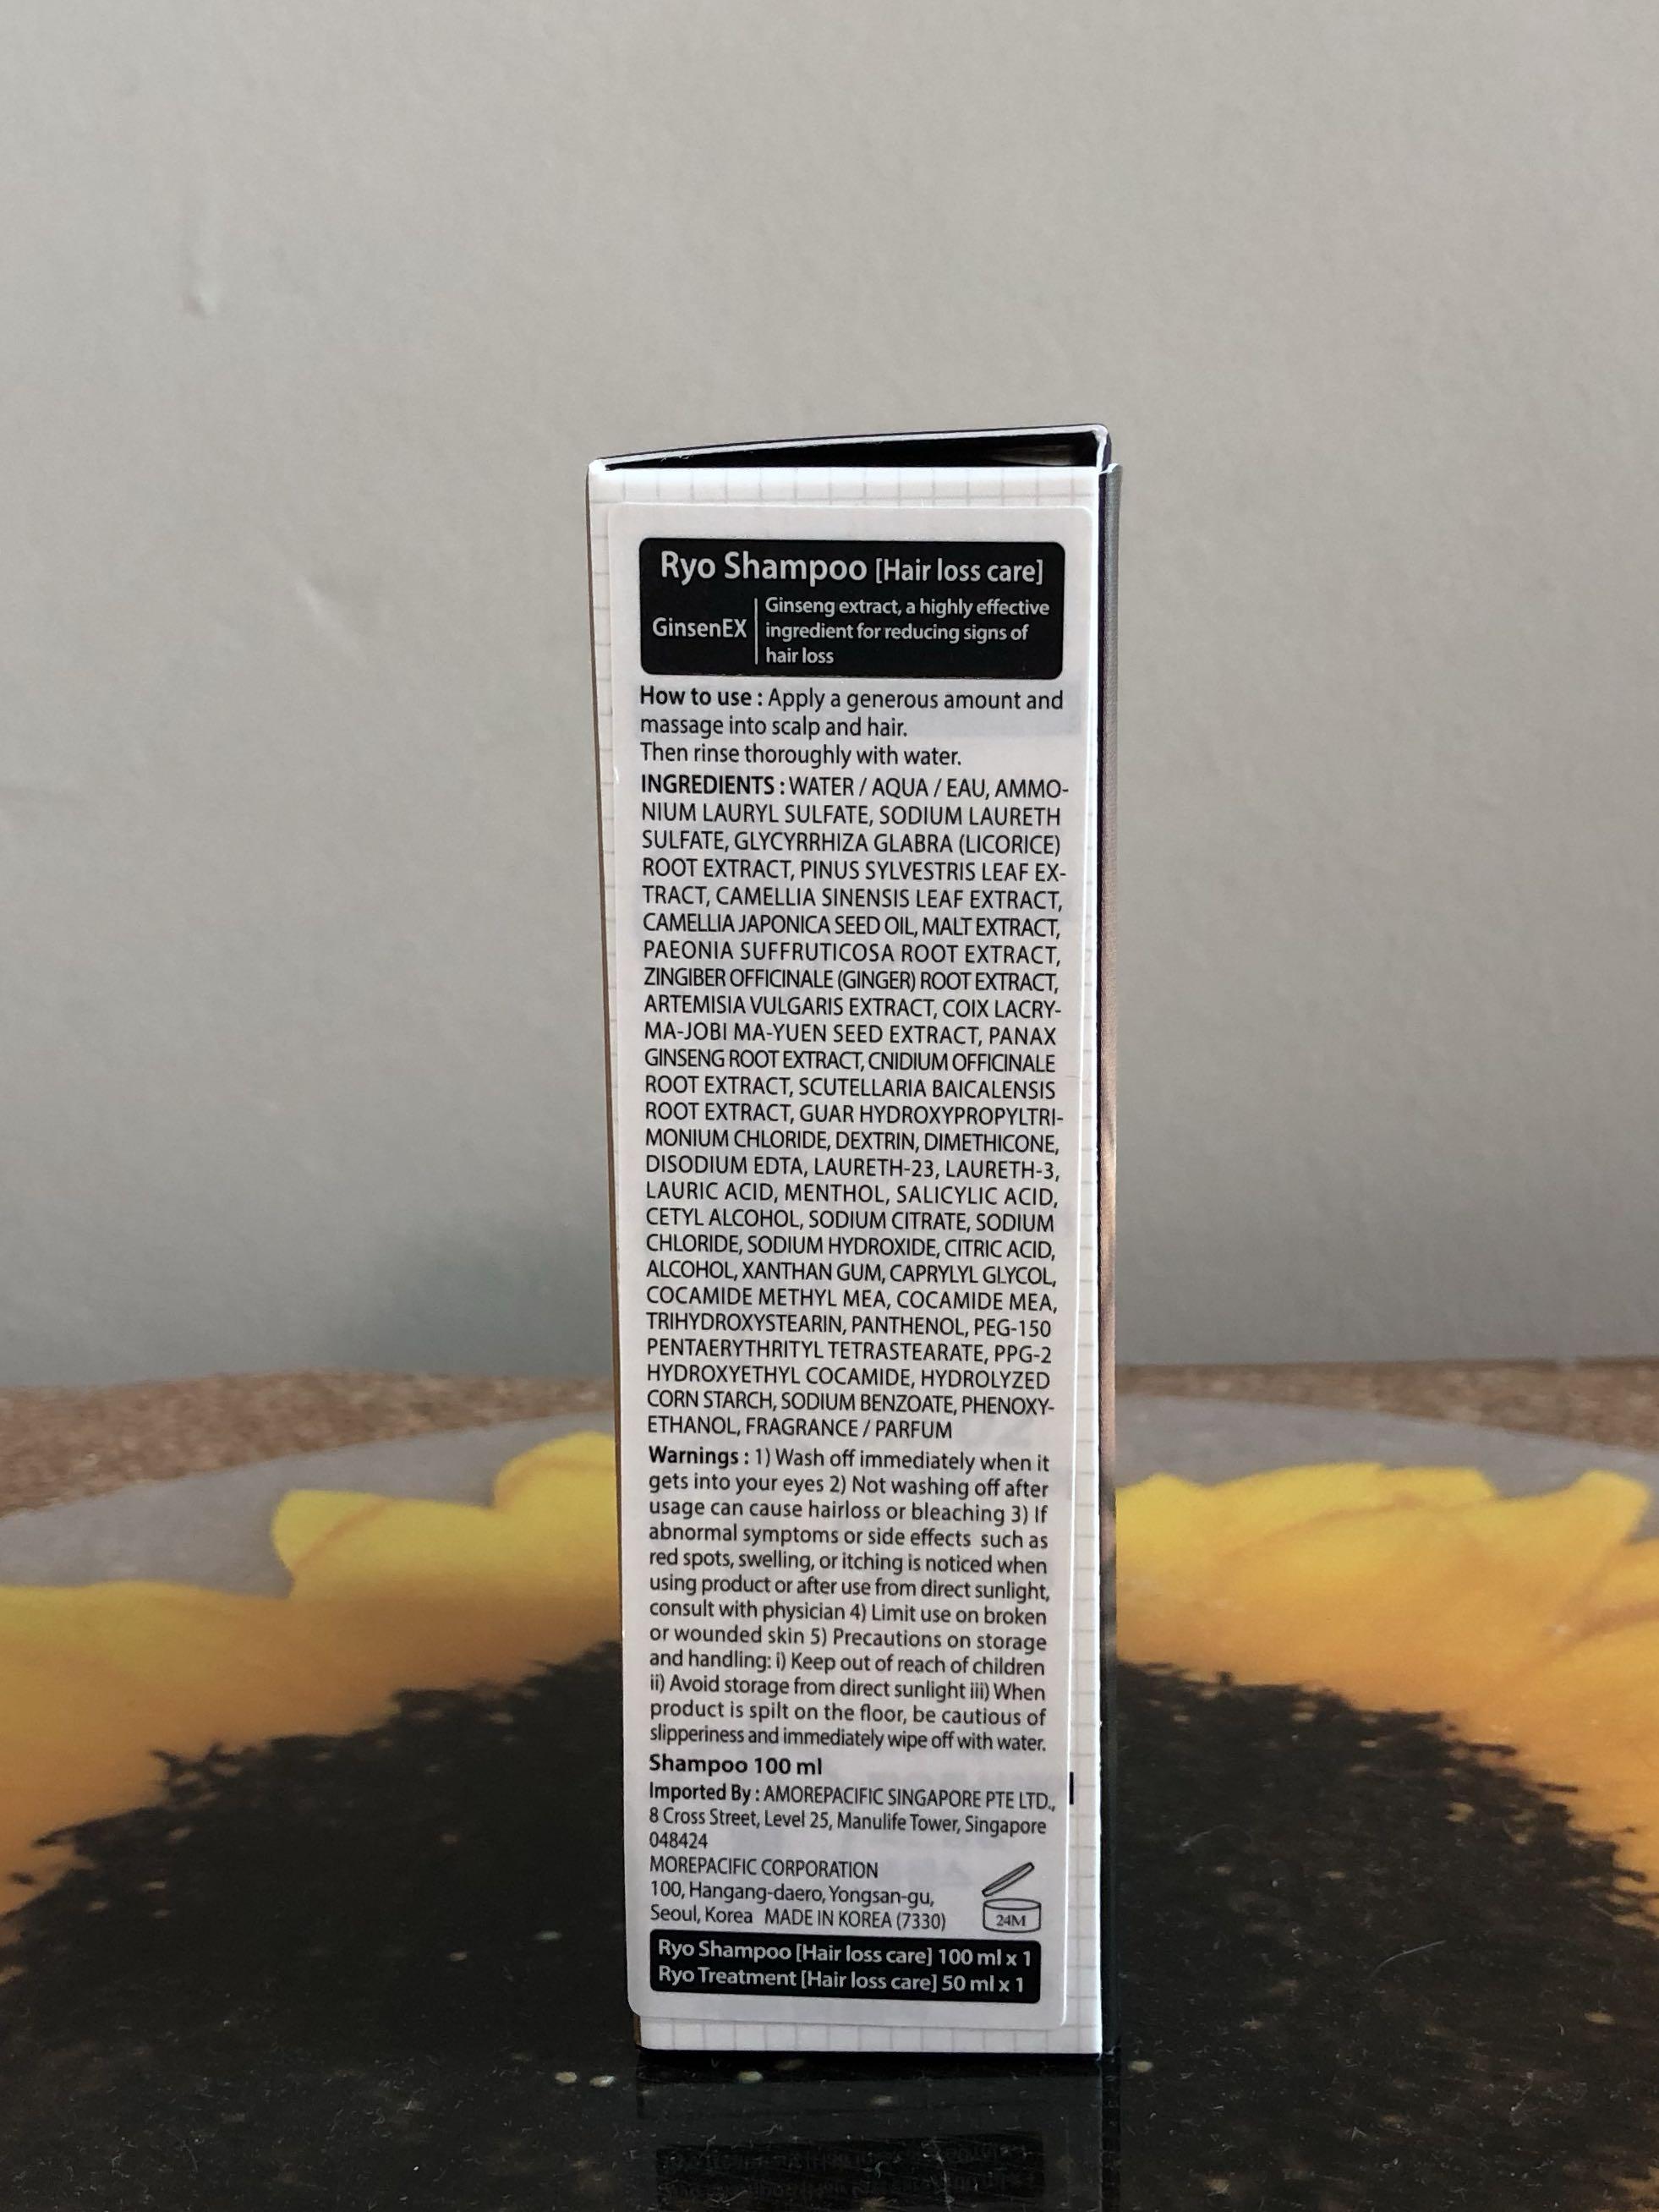 Ryo Shampoo [Hair loss care]
GinsenEX
Ginseng extract, a highly effective
ingredient for reducing signs of
hair loss
How to use : Apply a generous amount and
massage into scalp and hair.
Then rinse thoroughly with water.
INGREDIENTS : WATER / AQUA / EAU, AMMO-
NIUM LAURYL SULFATE, SODIUM LAURETH
SULFATE, GLYCYRRHIZA GLABRA (LICORICE)
ROOT EXTRACT, PINUS SYLVESTRIS LEAF EX-
TRACT, CAMELLIA SINENSIS LEAF EXTRACT,
CAMELLIA JAPONICA SEED OIL, MALT EXTRACT,
PAEONIA SUFFRUTICOSA ROOT EXTRACT,
ZINGIBER OFFICINALE (GINGER) ROOT EXTRACT,
ARTEMISIA VULGARIS EXTRACT, COIX LACRY-
MA-JOBI MA-YUEN SEED EXTRACT, PANAX
GINSENG ROOT EXTRACT, CNIDIUM OFFICINALE
ROOT EXTRACT, SCUTELLARIA BAICALENSIS
ROOT EXTRACT, GUAR HYDROXYPROPYLTRI-
MONIUM CHLORIDE, DEXTRIN, DIMETHICONE,
DISODIUM EDTA, LAURETH-23, LAURETH-3,
LAURIC ACID, MENTHOL, SALICYLIC ACID,
CETYL ALCOHOL, SODIUM CITRATE, SODIUM
CHLORIDE, SODIUM HYDROXIDE, CITRIC ACID,
ALCOHOL, XANTHAN GUM, CAPRYLYL GLYCOL,
COCAMIDE METHYL MEA, COCAMIDE MEA,
TRIHYDROXYSTEARIN, PANTHENOL, PEG-150
PENTAERYTHRITYL TETRASTEARATE, PPG-2
HYDROXYETHYL COCAMIDE, HYDROLYZED
CORN STARCH, SODIUM BENZOATE, PHENOXY-
ETHANOL, FRAGRANCE / PARFUM
Warnings : 1) Wash off immediately when it
gets into your eyes 2) Not washing off after
usage can cause hairloss or bleaching 3) If
abnormal symptoms or side effects such as
red spots, swelling, or itching is noticed when
using product or after use from direct sunlight,
consult with physician 4) Limit use on broken
or wounded skin 5) Precautions on storage
and handling: i) Keep out of reach of children
ii) Avoid storage from direct sunlight iii) When
product is spilt on the floor, be cautious of
slipperiness and immediately wipe off with water.
Shampoo 100 ml
Imported By : AMOREPACIFIC SINGAPORE PTE LTD.,
8 Cross Street, Level 25, Manulife Tower, Singapore
048424
MOREPACIFIC CORPORATION
100, Hangang-daero, Yongsan-gu,
Seoul, Korea MADE IN KOREA (7330)
24M
Ryo Shampoo [Hair loss care] 100 ml x 1
Ryo Treatment [Hair loss care] 50 ml x 1